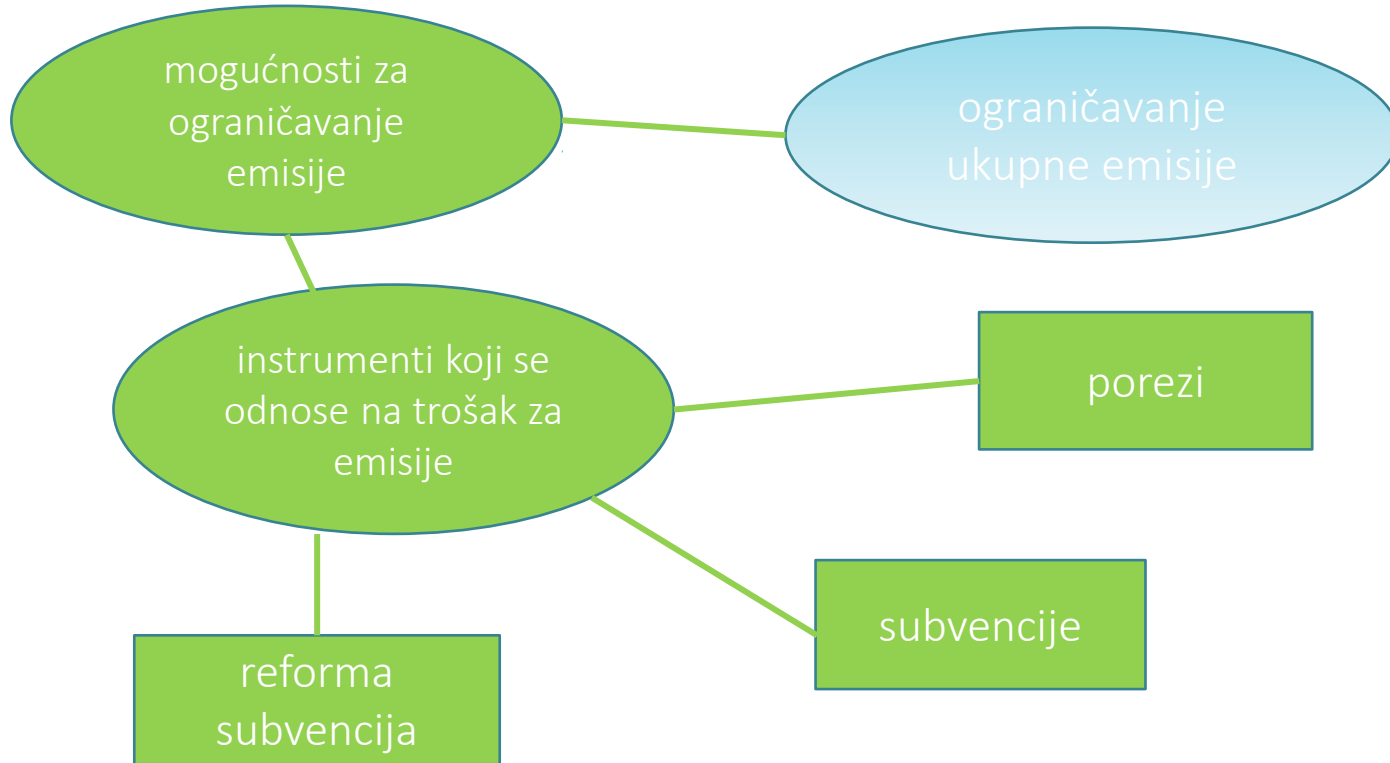 mogućnosti za
ograničavanje
emisije
ograničavanje
ukupne emisije
instrumenti koji se
odnose na trošak za
emisije
porezi
subvencije
reforma
subvencija